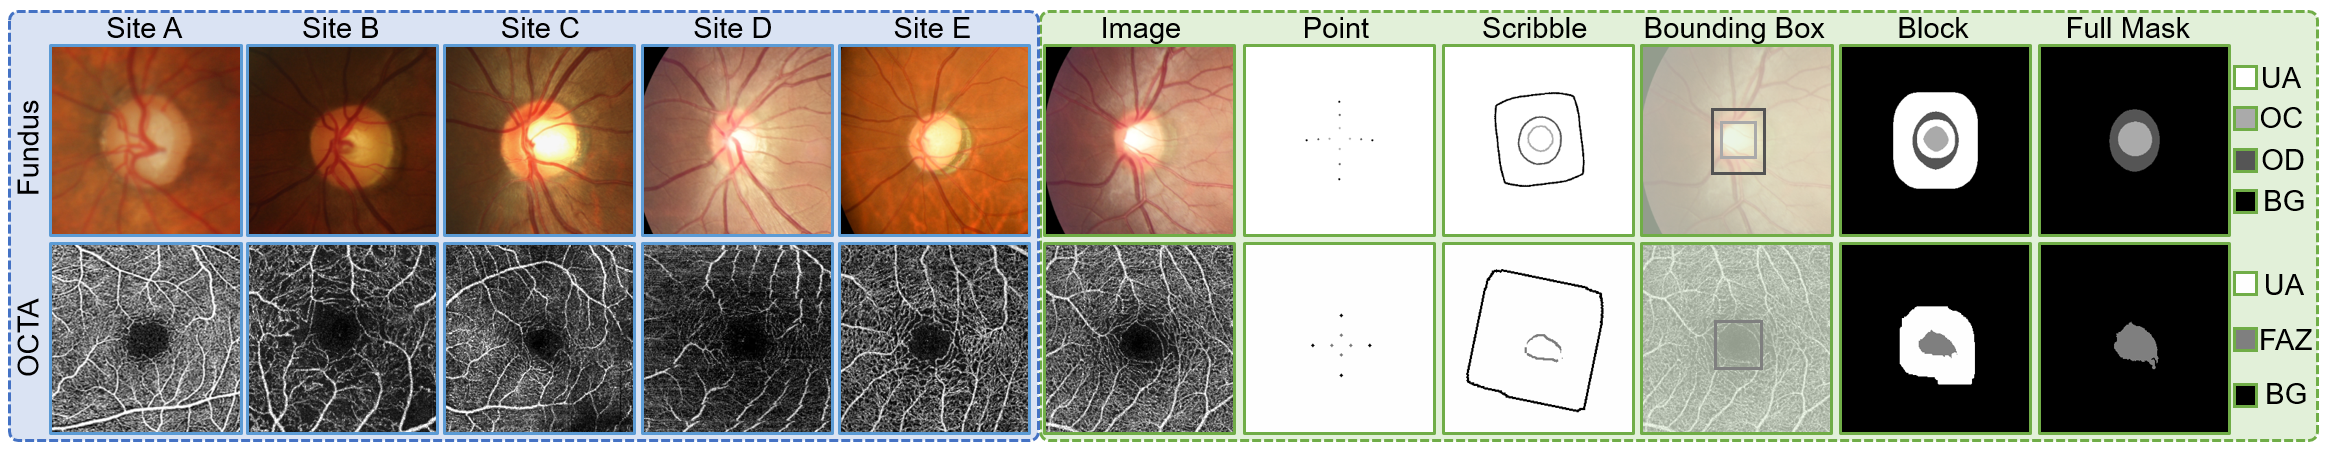 Site A Site B Site C Site D Site E Image Point Scribble Bounding Box Block Full Mask
Fundus
UA
OC
OD
BG
OCTA
UA
FAZ
BG